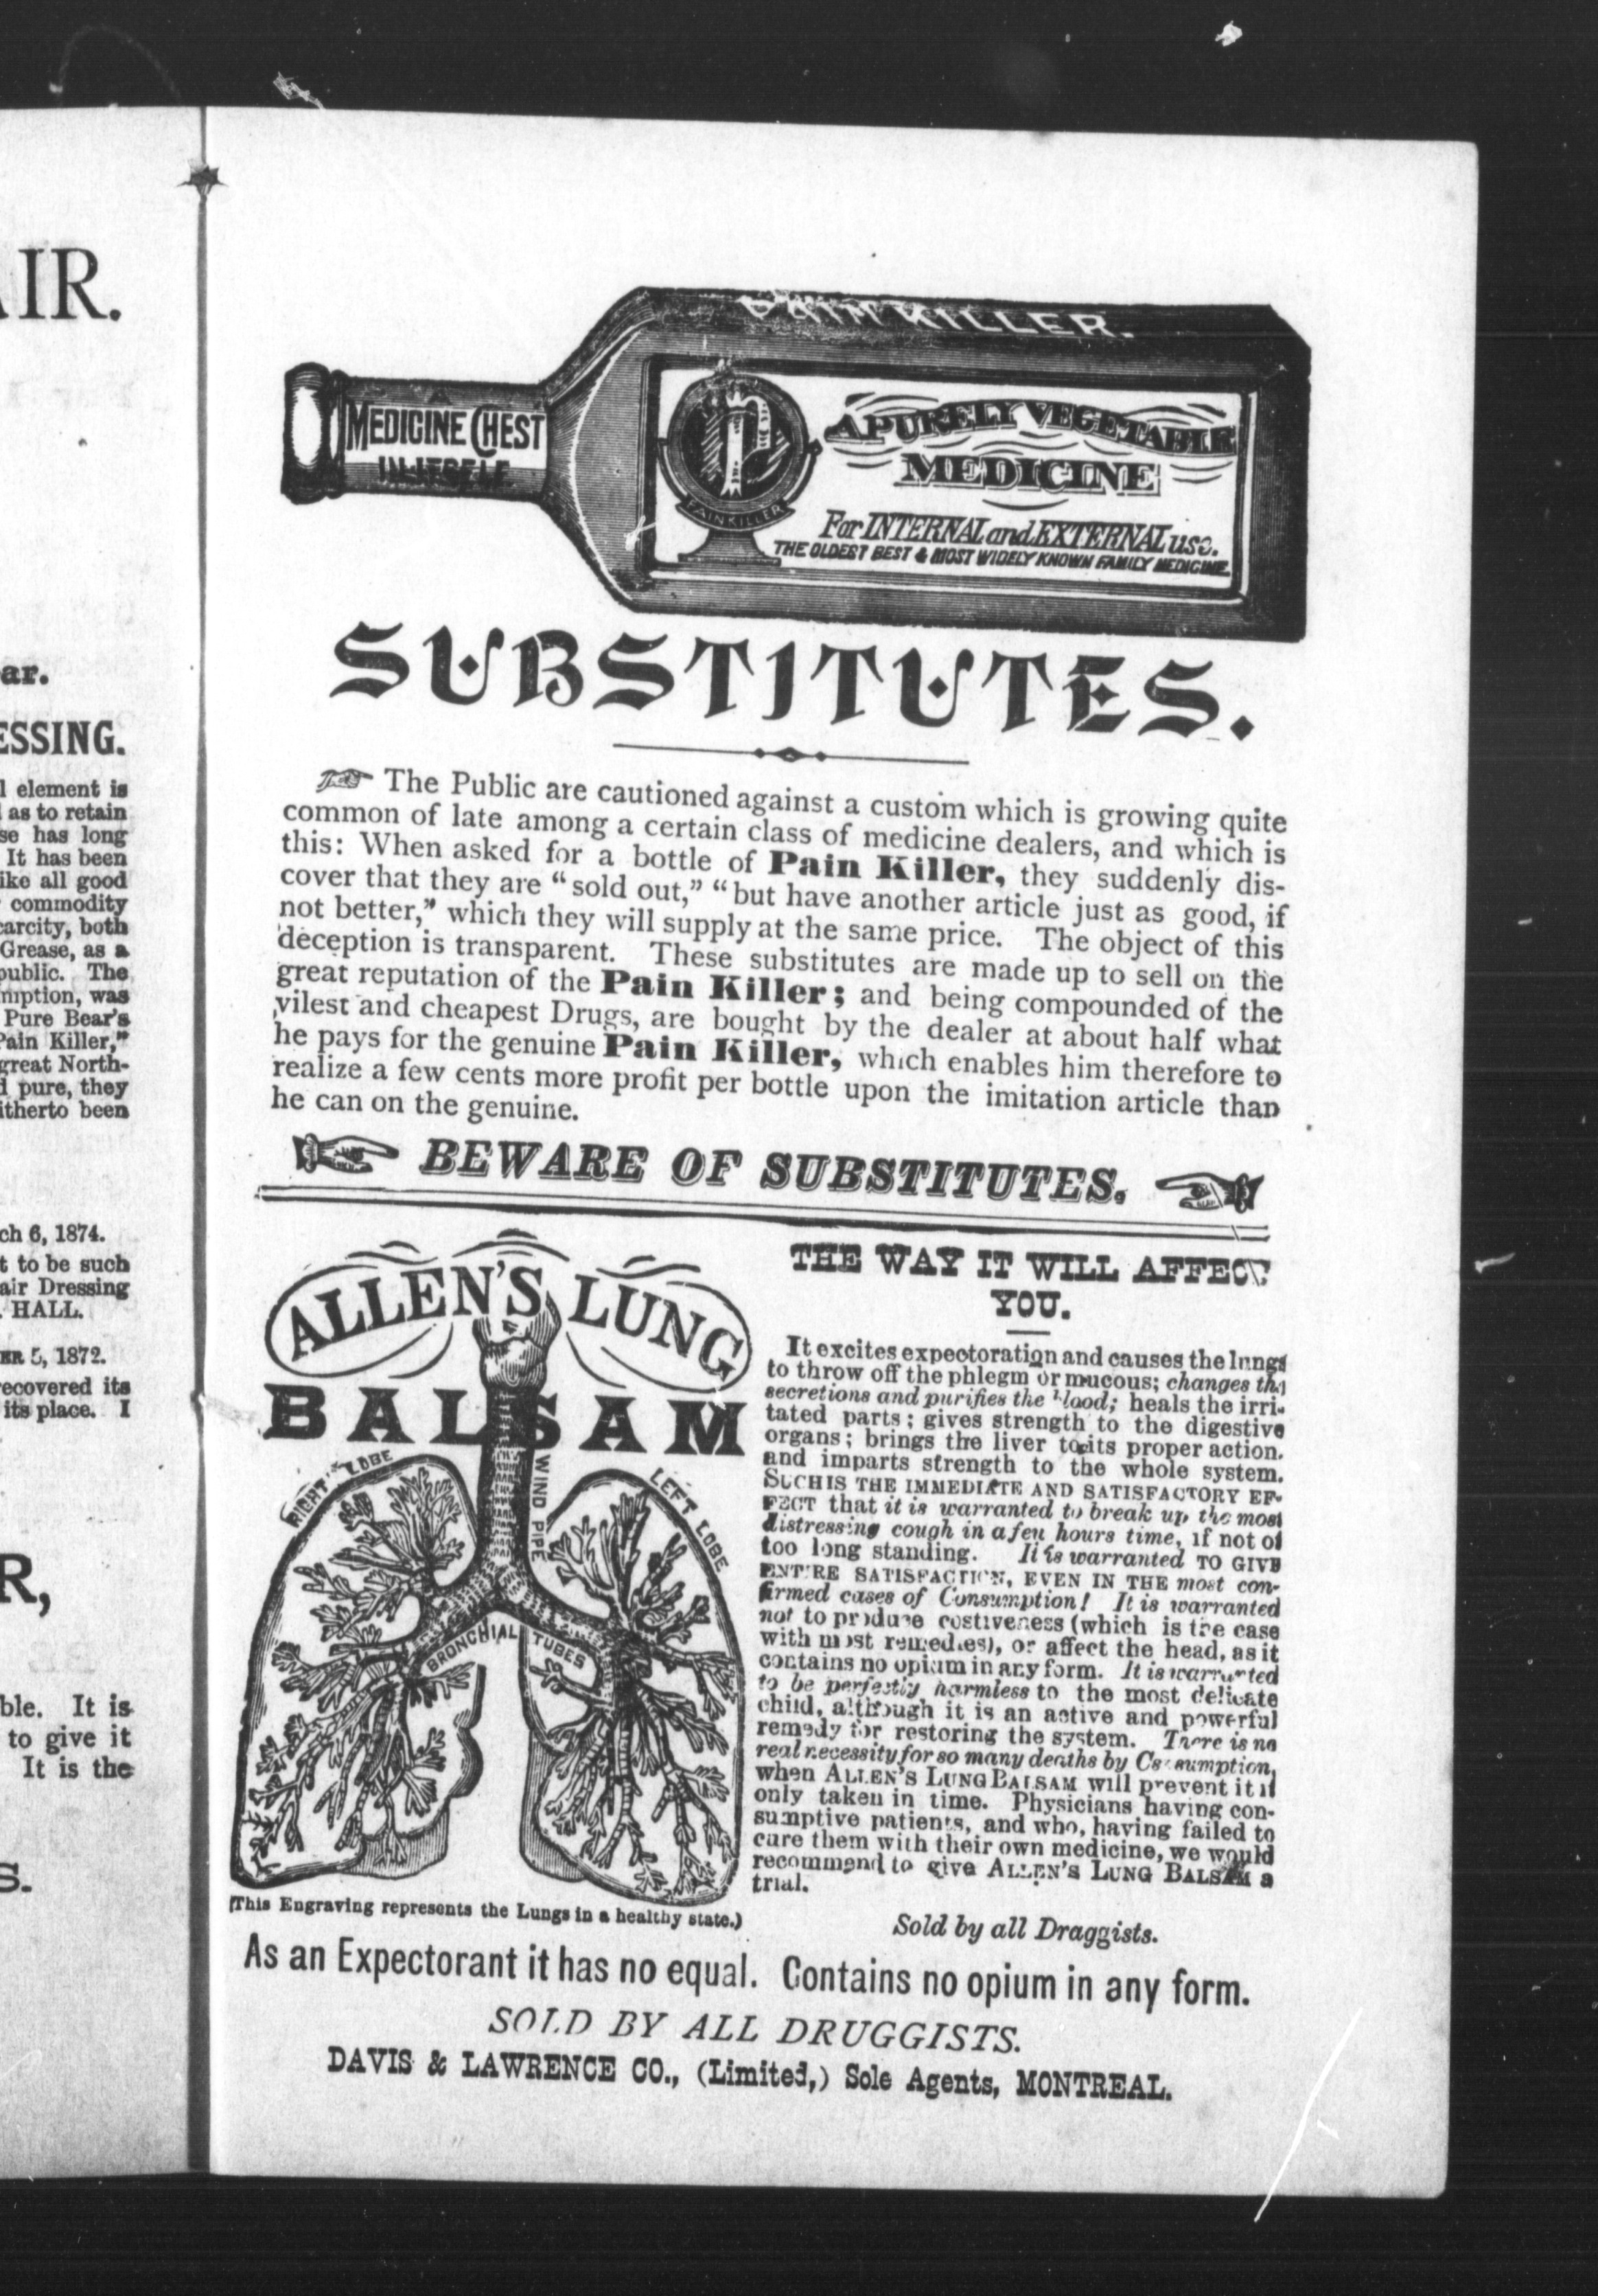 AIR.
ar.
ESSING.
l element is
as to retain
se has long
It has been
ike all good
commodity
carcity, both
Grease, as a
public. The
mption, was
Pure Bear's
Pain Killer,"
great North-
d pure, they
itherto been
ch 6, 1874.
t to be such
air Dressing
. HALL.
ER 5, 1872.
recovered its
its place. I
R,
ble. It is
to give it
It is the
S.
PAIN KILLER.
A
MEDICINE CHEST
IN ITSELF
PAINKILLER
A PURELY VEGETABLE
MEDICINE
For INTERNAL and EXTERNAL use.
THE OLDEST BEST & MOST WIDELY KNOWN FAMILY MEDICINE.
SUBSTITUTES.
☞ The Public are cautioned against a custom which is growing quite
common of late among a certain class of medicine dealers, and which is
this: When asked for a bottle of Pain Killer, they suddenly dis-
cover that they are "sold out," "but have another article just as good, if
not better," which they will supply at the same price. The object of this
deception is transparent. These substitutes are made up to sell on the
great reputation of the Pain Killer; and being compounded of the
vilest and cheapest Drugs, are bought by the dealer at about half what
he pays for the genuine Pain Killer, which enables him therefore to
realize a few cents more profit per bottle upon the imitation article than
he can on the genuine.
☞ BEWARE OF SUBSTITUTES. ☜
ALLEN'S LUNG
BALSAM
RIGHT LOBE
WIND PIPE
LEFT LOBE
BRONCHIAL TUBES
(This Engraving represents the Lungs in a healthy state.)
THE WAY IT WILL AFFECT
YOU.
It excites expectoration and causes the lungs
to throw off the phlegm or mucous; changes the
secretions and purifies the blood; heals the irri-
tated parts; gives strength to the digestive
organs; brings the liver to its proper action.
and imparts strength to the whole system.
SUCH IS THE IMMEDIATE AND SATISFACTORY EF-
FECT that it is warranted to break up the most
distressing cough in a few hours time, if not of
too long standing. It is warranted TO GIVE
ENTIRE SATISFACTION, EVEN IN THE most con-
firmed cases of Consumption! It is warranted
not to produce costiveness (which is the case
with most remedies), or affect the head, as it
contains no opium in any form. It is warranted
to be perfectly harmless to the most delicate
child, although it is an active and powerful
remedy for restoring the system. There is no
real necessity for so many deaths by Consumption,
when ALLEN'S LUNG BALSAM will prevent it if
only taken in time. Physicians having con-
sumptive patients, and who, having failed to
cure them with their own medicine, we would
recommend to give ALLEN'S LUNG BALSAM a
trial.
Sold by all Draggists.
As an Expectorant it has no equal. Contains no opium in any form.
SOLD BY ALL DRUGGISTS.
DAVIS & LAWRENCE CO., (Limited,) Sole Agents, MONTREAL.